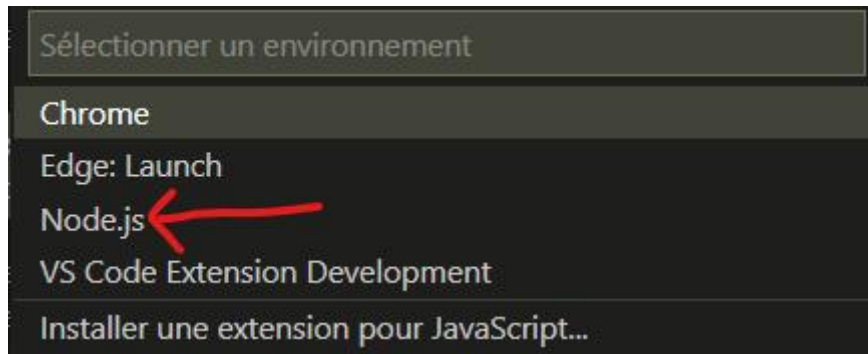 Sélectionner un environnement
Chrome
Edge: Launch
Node.js
VS Code Extension Development
Installer une extension pour JavaScript...